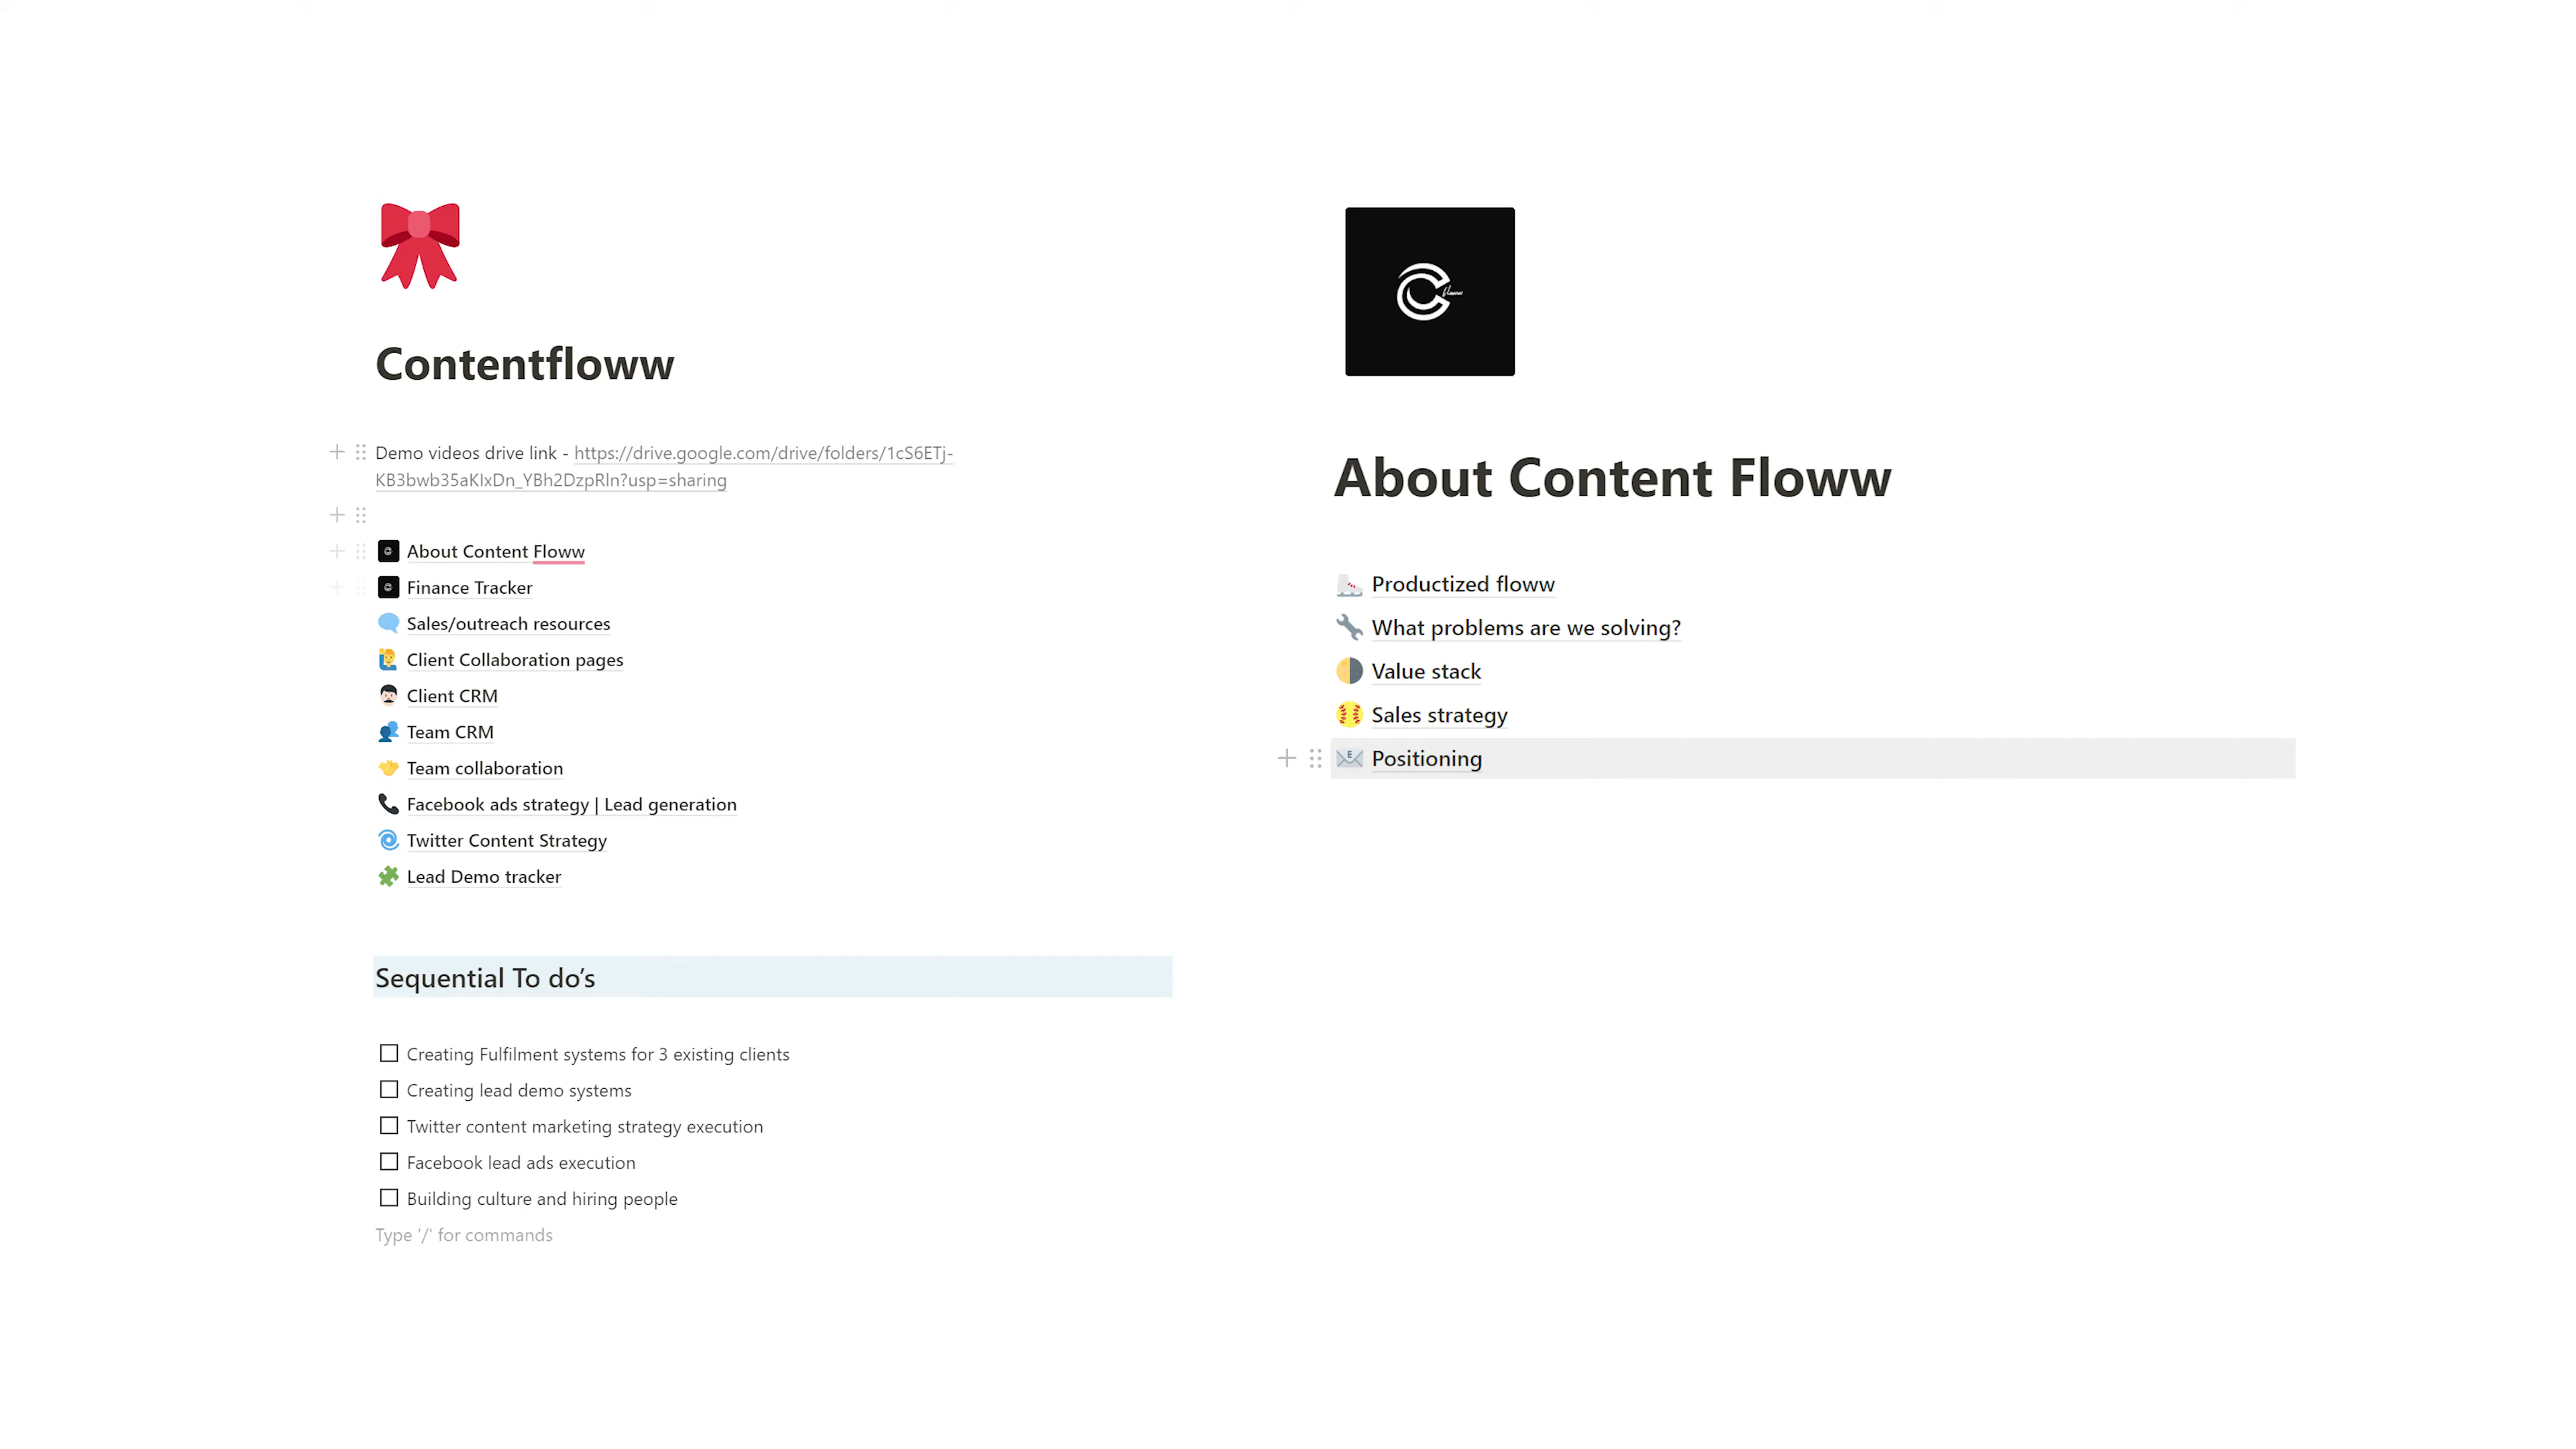 Contentfloww
Demo videos drive link - https://drive.google.com/drive/folders/1cS6ETj-
KB3bwb35aKIxDn_YBh2DzpRln?usp=sharing
About Content Floww
Finance Tracker
Sales/outreach resources
Client Collaboration pages
Client CRM
Team CRM
Team collaboration
Facebook ads strategy | Lead generation
Twitter Content Strategy
Lead Demo tracker
Sequential To do’s
Creating Fulfilment systems for 3 existing clients
Creating lead demo systems
Twitter content marketing strategy execution
Facebook lead ads execution
Building culture and hiring people
Type '/' for commands
floww
About Content Floww
Productized floww
What problems are we solving?
Value stack
Sales strategy
Positioning